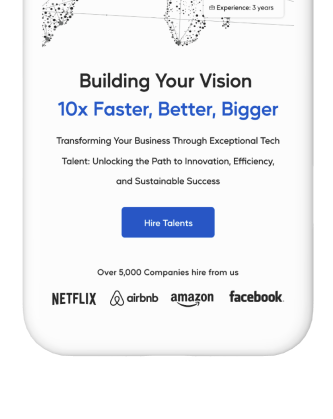 Experience: 3 years
Building Your Vision
10x Faster, Better, Bigger
Transforming Your Business Through Exceptional Tech
Talent: Unlocking the Path to Innovation, Efficiency,
and Sustainable Success
Hire Talents
Over 5,000 Companies hire from us
NETFLIX airbnb amazon facebook.